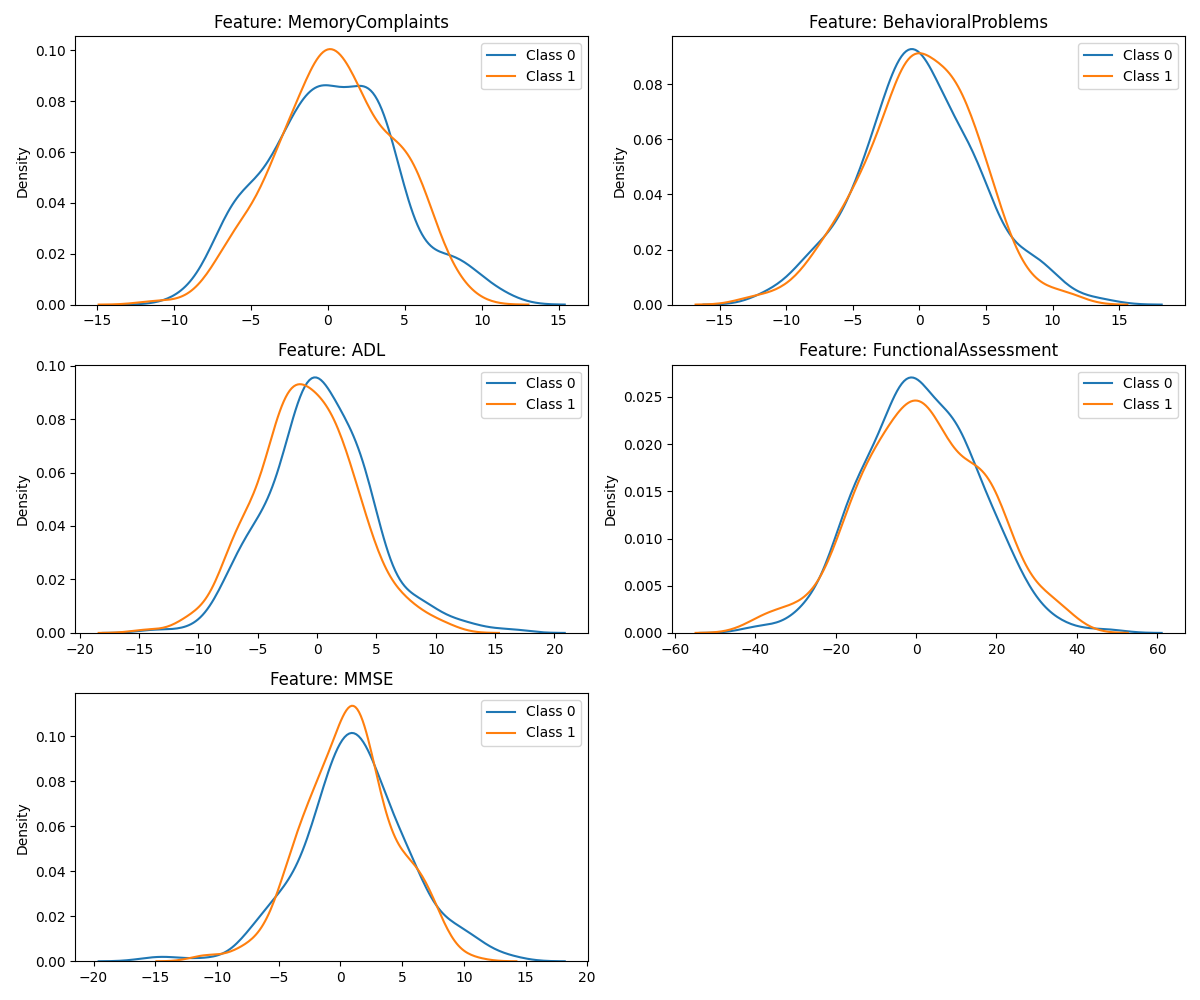 Feature: MemoryComplaints
Density
0.10
0.08
0.06
0.04
0.02
0.00
−15 −10 −5 0 5 10 15
Class 0
Class 1
Feature: BehavioralProblems
Density
0.08
0.06
0.04
0.02
0.00
−15 −10 −5 0 5 10 15
Class 0
Class 1
Feature: ADL
Density
0.10
0.08
0.06
0.04
0.02
0.00
−20 −15 −10 −5 0 5 10 15 20
Class 0
Class 1
Feature: FunctionalAssessment
Density
0.025
0.020
0.015
0.010
0.005
0.000
−60 −40 −20 0 20 40 60
Class 0
Class 1
Feature: MMSE
Density
0.10
0.08
0.06
0.04
0.02
0.00
−20 −15 −10 −5 0 5 10 15 20
Class 0
Class 1